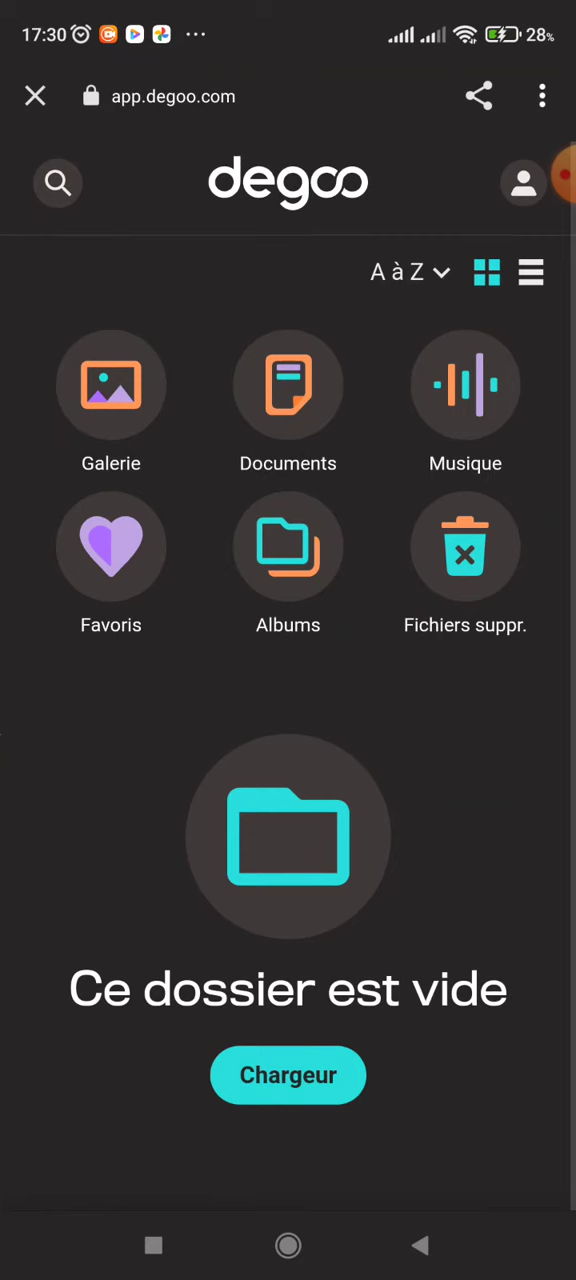 17:30 28%
app.degoo.com
degoo
A à Z
Galerie Documents Musique
Favoris Albums Fichiers suppr.
Ce dossier est vide
Chargeur